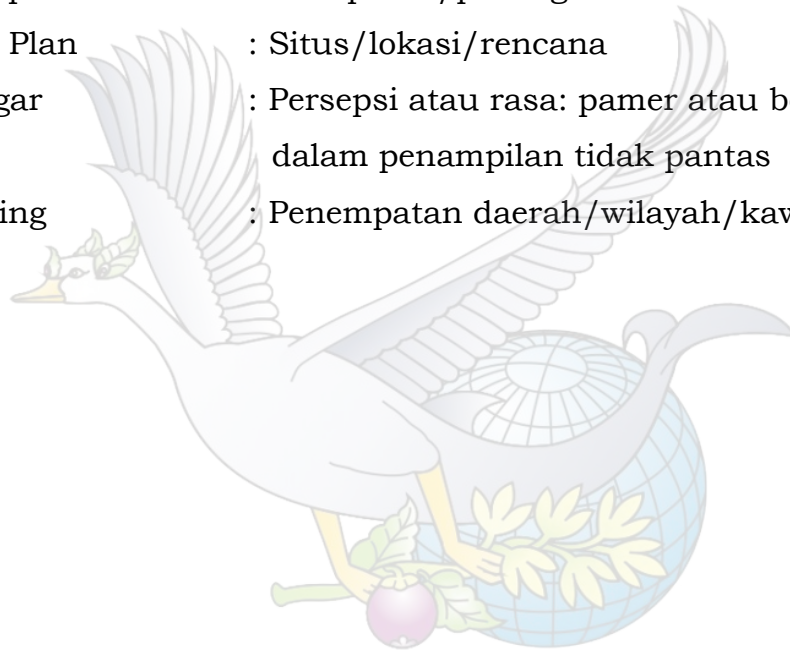 Plan : Situs/lokasi/rencana
gar : Persepsi atau rasa: pamer atau b
dalam penampilan tidak pantas
ing : Penempatan daerah/wilayah/kaw